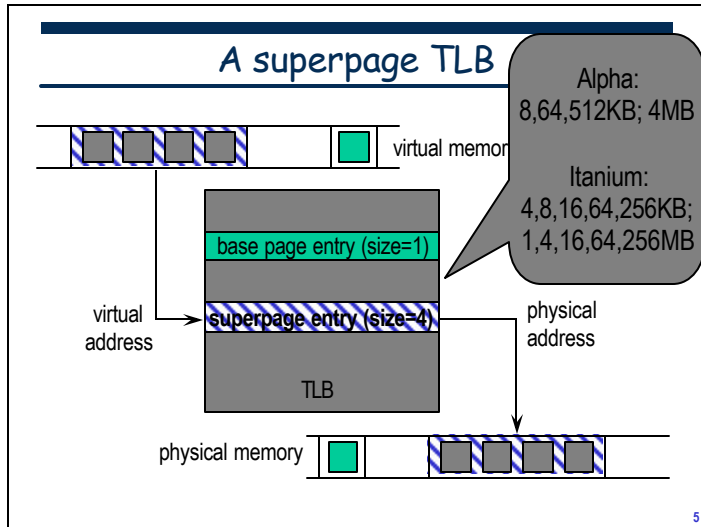 A superpage TLB
Alpha:
8,64,512KB; 4MB
Itanium:
4,8,16,64,256KB;
1,4,16,64,256MB
virtual memor
base page entry (size=1)
virtual
address
superpage entry (size=4)
physical
address
TLB
physical memory
5